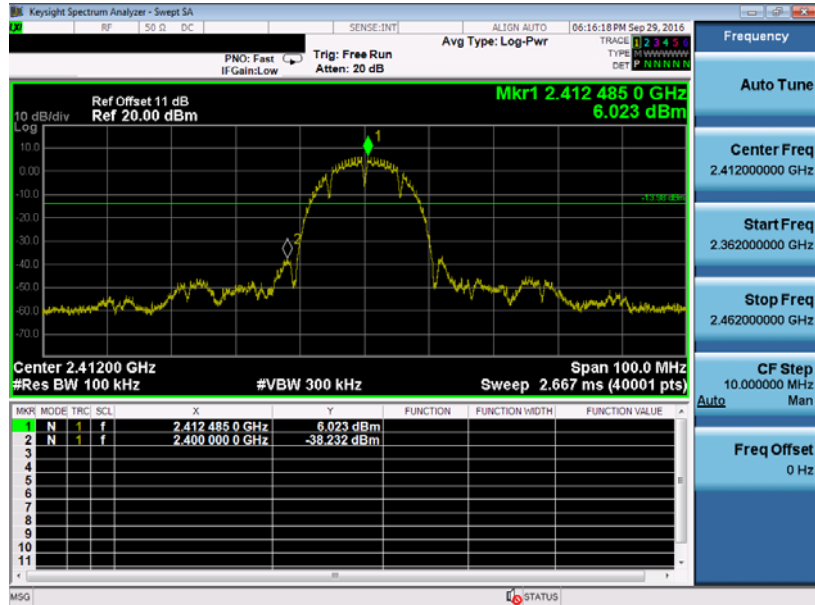 Keysight Spectrum Analyzer - Swept SA
RF 50 Ω DC SENSE:INT ALIGN AUTO 06:16:18 PM Sep 29, 2016
Avg Type: Log-Pwr TRACE 1 2 3 4 5 6
PNO: Fast Trig: Free Run TYPE M W W W W W
IFGain:Low Atten: 20 dB DET P N N N N N
Mkr1 2.412 485 0 GHz
Ref Offset 11 dB 6.023 dBm
10 dB/div Ref 20.00 dBm
Log
1
10.0
0.00
-10.0
-13.98 dBm
-20.0
-30.0
2
-40.0
-50.0
-60.0
-70.0
Center 2.41200 GHz Span 100.0 MHz
#Res BW 100 kHz #VBW 300 kHz Sweep 2.667 ms (40001 pts)
MKR MODE TRC SCL X Y FUNCTION FUNCTION WIDTH FUNCTION VALUE
1 N 1 f 2.412 485 0 GHz 6.023 dBm
2 N 1 f 2.400 000 0 GHz -38.232 dBm
3
4
5
6
7
8
9
10
11
MSG STATUS
Frequency
Auto Tune
Center Freq
2.412000000 GHz
Start Freq
2.362000000 GHz
Stop Freq
2.462000000 GHz
CF Step
10.000000 MHz
Auto Man
Freq Offset
0 Hz